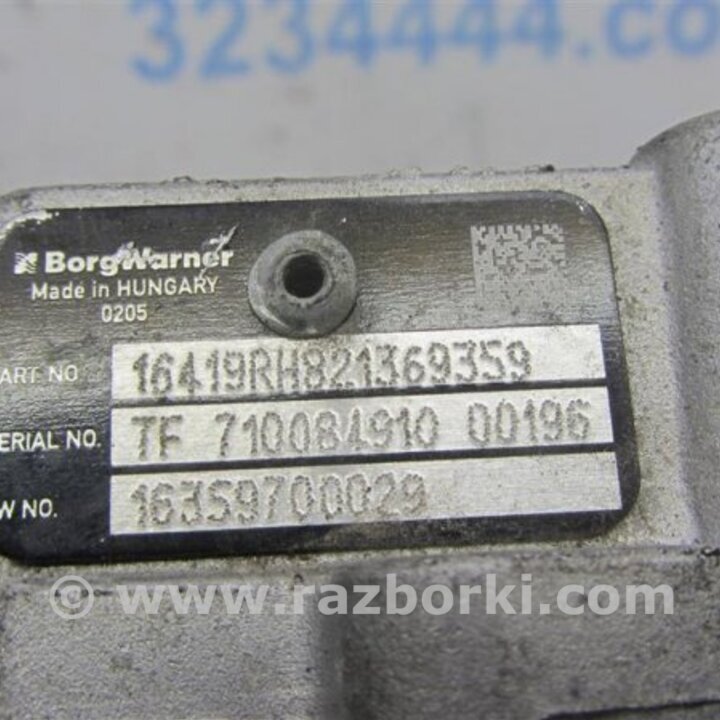 3234444.co
BorgWarner
Made in HUNGARY
0205
ART NO 16419RH821369359
ERIAL NO. TF 710084910 00196
W NO. 16359700029
© www.razborki.com